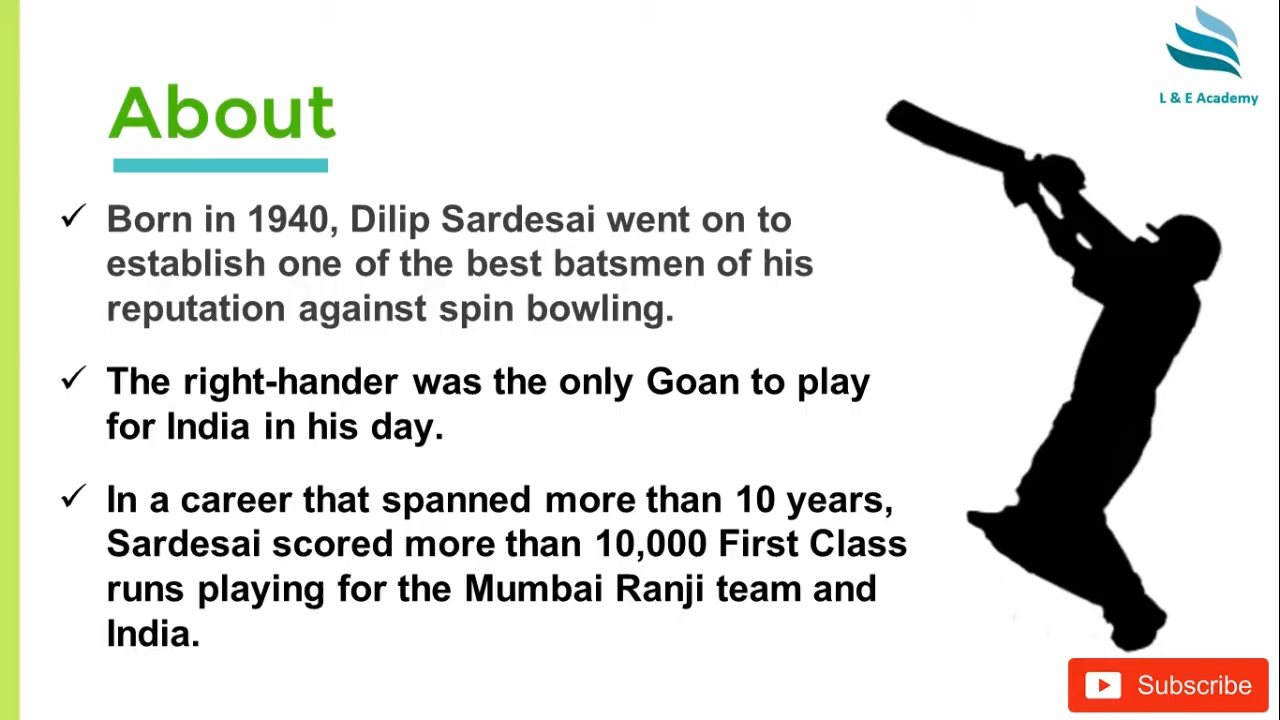 L & E Academy
About
✓ Born in 1940, Dilip Sardesai went on to
establish one of the best batsmen of his
reputation against spin bowling.
✓ The right-hander was the only Goan to play
for India in his day.
✓ In a career that spanned more than 10 years,
Sardesai scored more than 10,000 First Class
runs playing for the Mumbai Ranji team and
India.
Subscribe